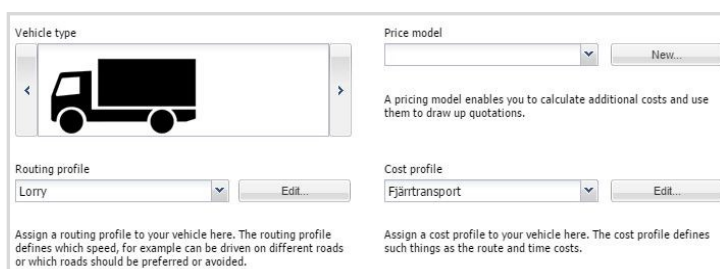 Vehicle type
Price model
New...
A pricing model enables you to calculate additional costs and use
them to draw up quotations.
Routing profile
Lorry
Edit...
Assign a routing profile to your vehicle here. The routing profile
defines which speed, for example can be driven on different roads
or which roads should be preferred or avoided.
Cost profile
Fjärrtransport
Edit...
Assign a cost profile to your vehicle here. The cost profile defines
such things as the route and time costs.